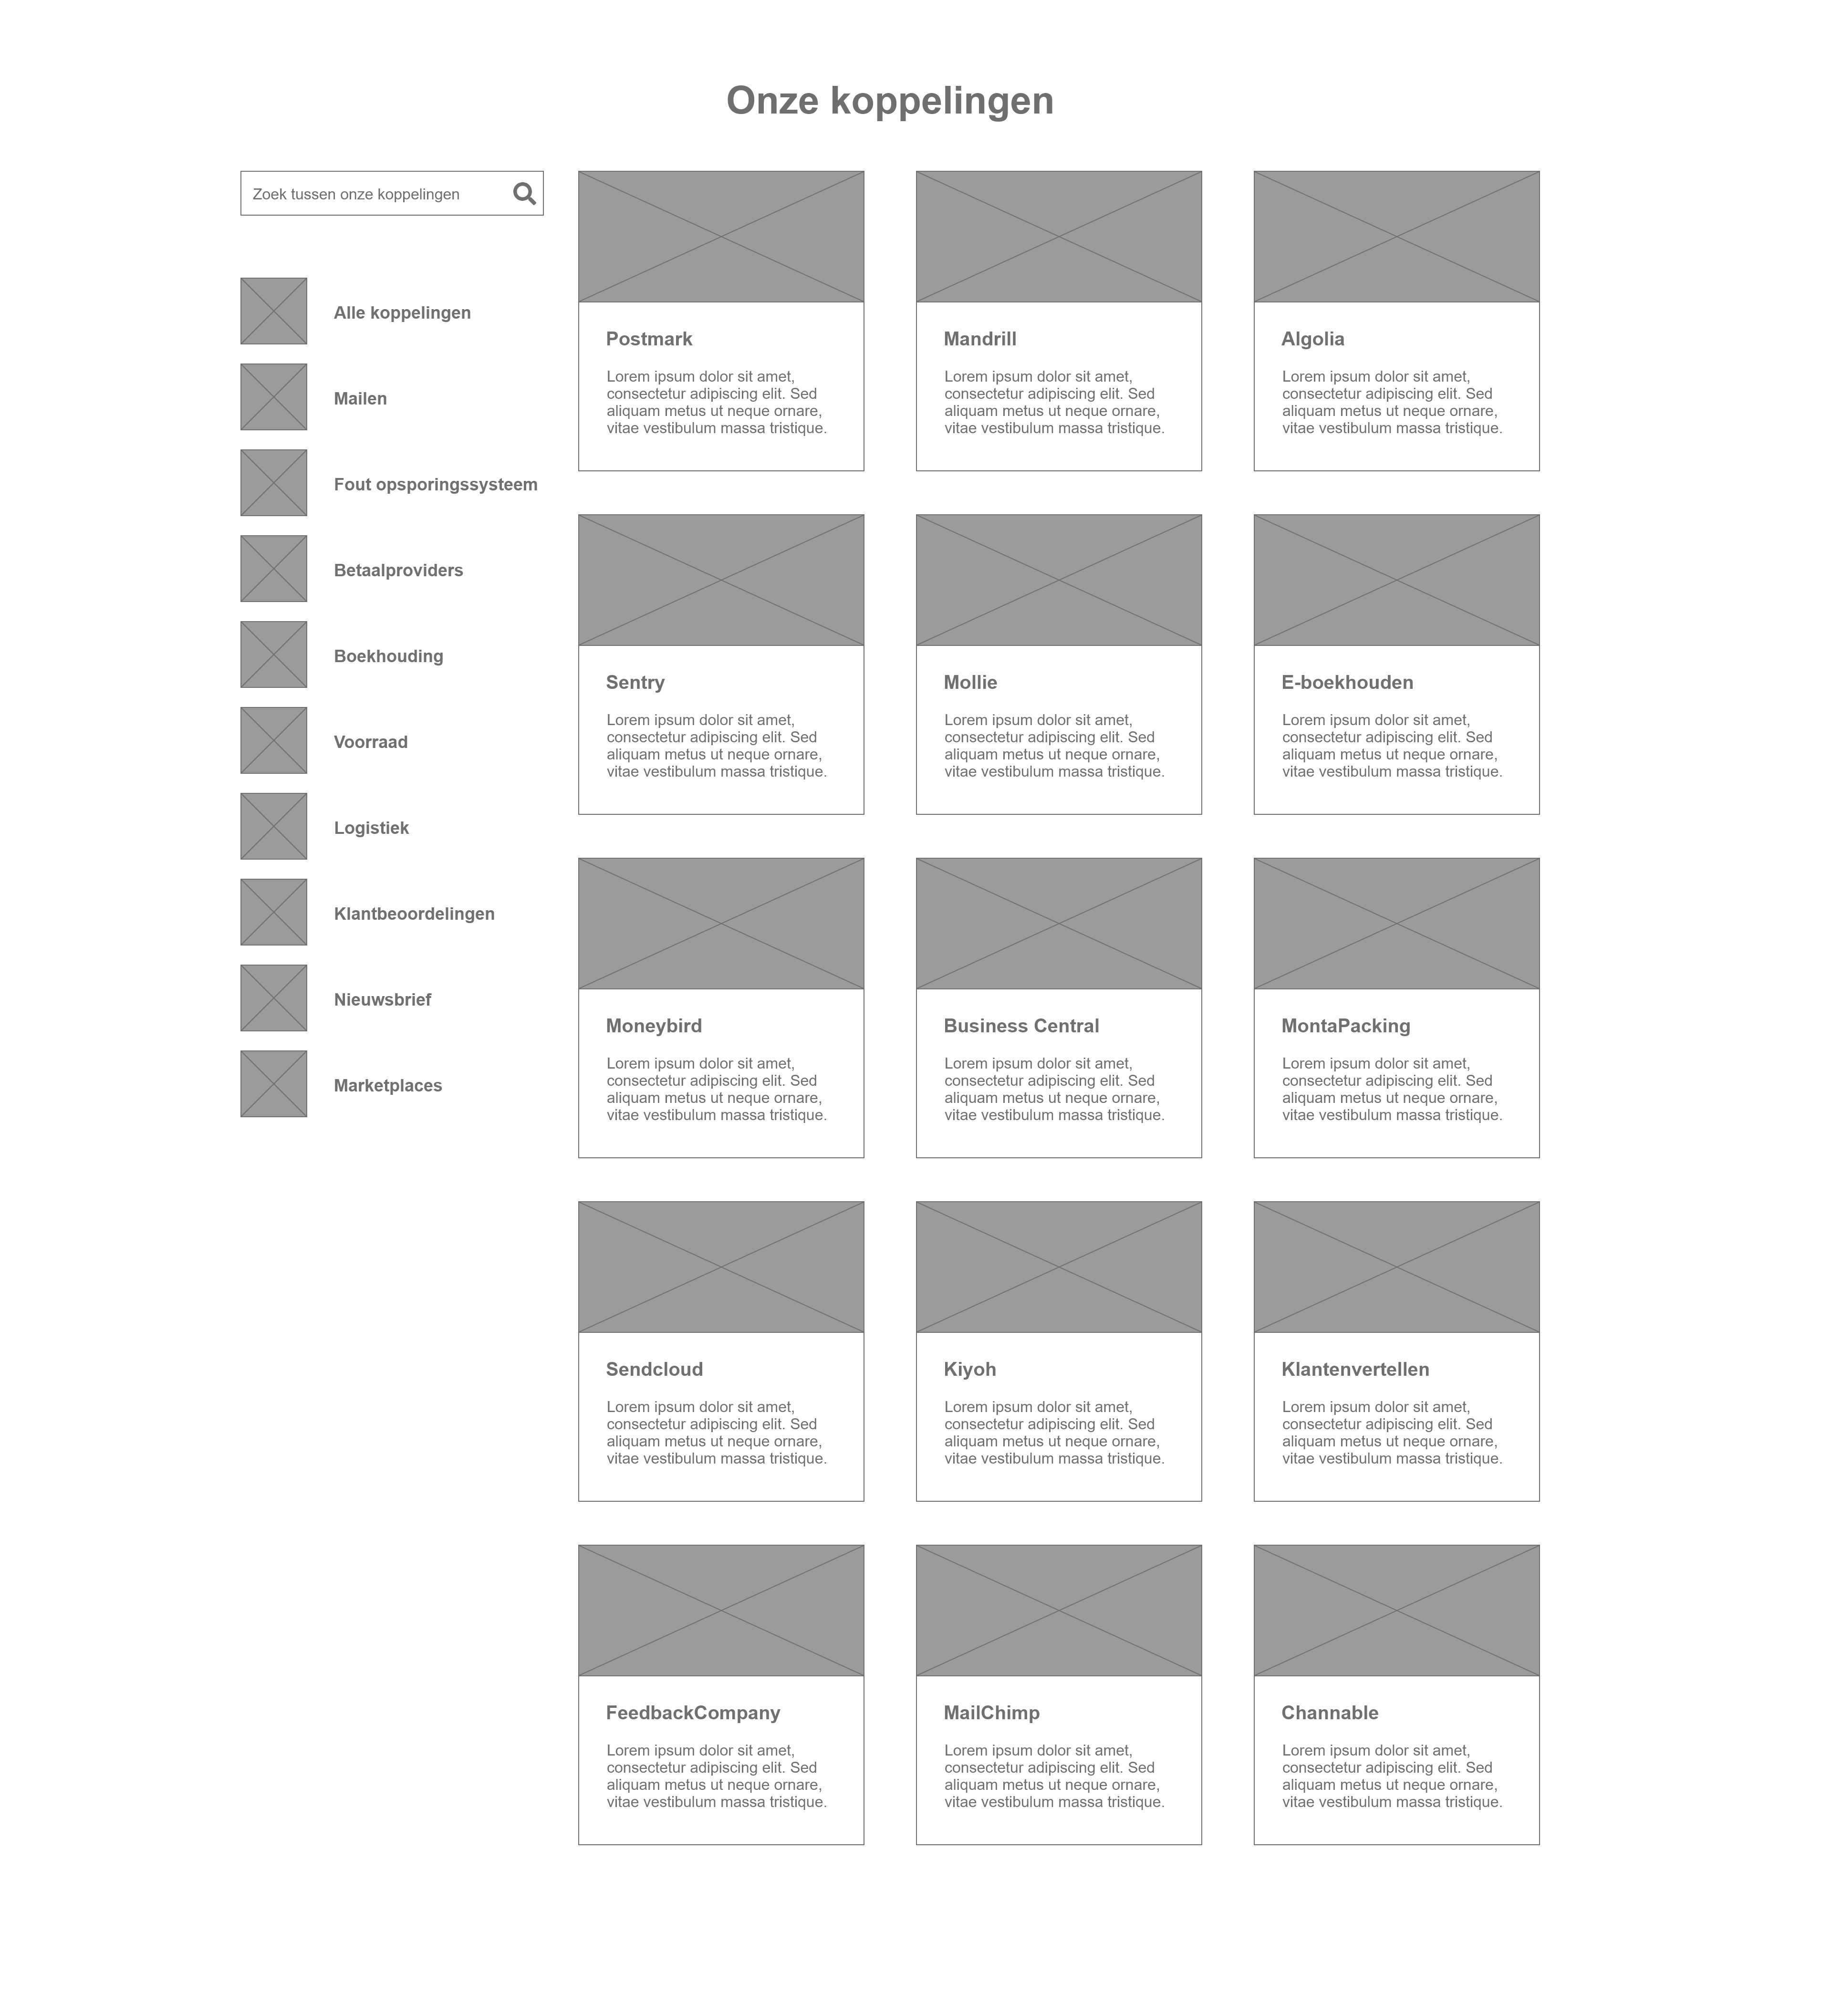 Onze koppelingen
Zoek tussen onze koppelingen
Alle koppelingen
Mailen
Fout opsporingssysteem
Betaalproviders
Boekhouding
Voorraad
Logistiek
Klantbeoordelingen
Nieuwsbrief
Marketplaces
Postmark
Lorem ipsum dolor sit amet,
consectetur adipiscing elit. Sed
aliquam metus ut neque ornare,
vitae vestibulum massa tristique.
Mandrill
Lorem ipsum dolor sit amet,
consectetur adipiscing elit. Sed
aliquam metus ut neque ornare,
vitae vestibulum massa tristique.
Algolia
Lorem ipsum dolor sit amet,
consectetur adipiscing elit. Sed
aliquam metus ut neque ornare,
vitae vestibulum massa tristique.
Sentry
Lorem ipsum dolor sit amet,
consectetur adipiscing elit. Sed
aliquam metus ut neque ornare,
vitae vestibulum massa tristique.
Mollie
Lorem ipsum dolor sit amet,
consectetur adipiscing elit. Sed
aliquam metus ut neque ornare,
vitae vestibulum massa tristique.
E-boekhouden
Lorem ipsum dolor sit amet,
consectetur adipiscing elit. Sed
aliquam metus ut neque ornare,
vitae vestibulum massa tristique.
Moneybird
Lorem ipsum dolor sit amet,
consectetur adipiscing elit. Sed
aliquam metus ut neque ornare,
vitae vestibulum massa tristique.
Business Central
Lorem ipsum dolor sit amet,
consectetur adipiscing elit. Sed
aliquam metus ut neque ornare,
vitae vestibulum massa tristique.
MontaPacking
Lorem ipsum dolor sit amet,
consectetur adipiscing elit. Sed
aliquam metus ut neque ornare,
vitae vestibulum massa tristique.
Sendcloud
Lorem ipsum dolor sit amet,
consectetur adipiscing elit. Sed
aliquam metus ut neque ornare,
vitae vestibulum massa tristique.
Kiyoh
Lorem ipsum dolor sit amet,
consectetur adipiscing elit. Sed
aliquam metus ut neque ornare,
vitae vestibulum massa tristique.
Klantenvertellen
Lorem ipsum dolor sit amet,
consectetur adipiscing elit. Sed
aliquam metus ut neque ornare,
vitae vestibulum massa tristique.
FeedbackCompany
Lorem ipsum dolor sit amet,
consectetur adipiscing elit. Sed
aliquam metus ut neque ornare,
vitae vestibulum massa tristique.
MailChimp
Lorem ipsum dolor sit amet,
consectetur adipiscing elit. Sed
aliquam metus ut neque ornare,
vitae vestibulum massa tristique.
Channable
Lorem ipsum dolor sit amet,
consectetur adipiscing elit. Sed
aliquam metus ut neque ornare,
vitae vestibulum massa tristique.